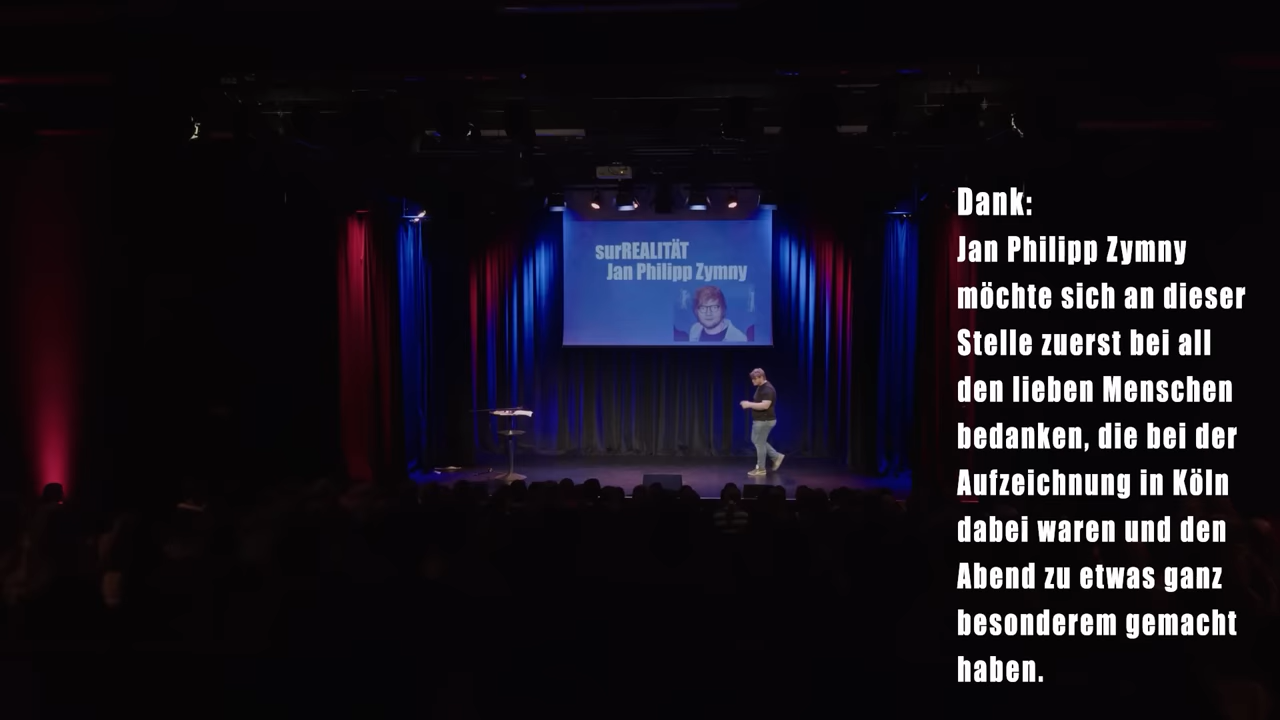 surREALITÄT
Jan Philipp Zymny
Dank:
Jan Philipp Zymny
möchte sich an dieser
Stelle zuerst bei all
den lieben Menschen
bedanken, die bei der
Aufzeichnung in Köln
dabei waren und den
Abend zu etwas ganz
besonderem gemacht
haben.